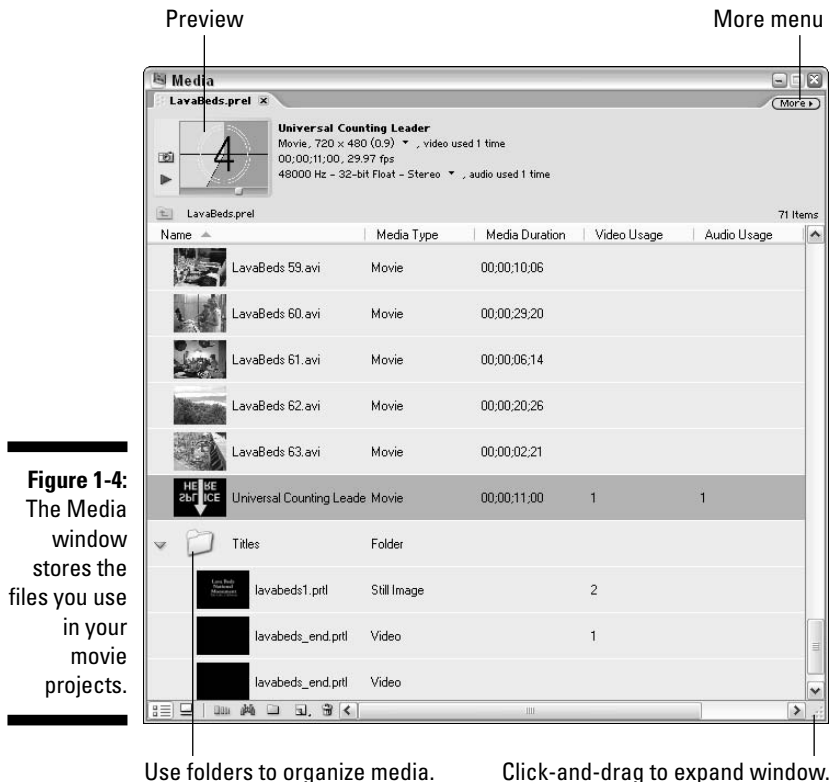 Preview
More menu
Media
LavaBeds.prel
More
Universal Counting Leader
Movie, 720 x 480 (0.9) , video used 1 time
00;00;11;00, 29.97 fps
48000 Hz - 32-bit Float - Stereo , audio used 1 time
4
LavaBeds.prel
71 Items
Name Media Type Media Duration Video Usage Audio Usage
LavaBeds 59.avi Movie 00;00;10;06
LavaBeds 60.avi Movie 00;00;29;20
LavaBeds 61.avi Movie 00;00;06;14
LavaBeds 62.avi Movie 00;00;20;26
LavaBeds 63.avi Movie 00;00;02;21
HERE
SPLICE
Universal Counting Leade Movie 00;00;11;00 1 1
Titles Folder
Lava Beds
National
Monument
lavabeds1.prtl Still Image 2
lavabeds_end.prtl Video 1
lavabeds_end.prtl Video
Figure 1-4:
The Media
window
stores the
files you use
in your
movie
projects.
Use folders to organize media.
Click-and-drag to expand window.